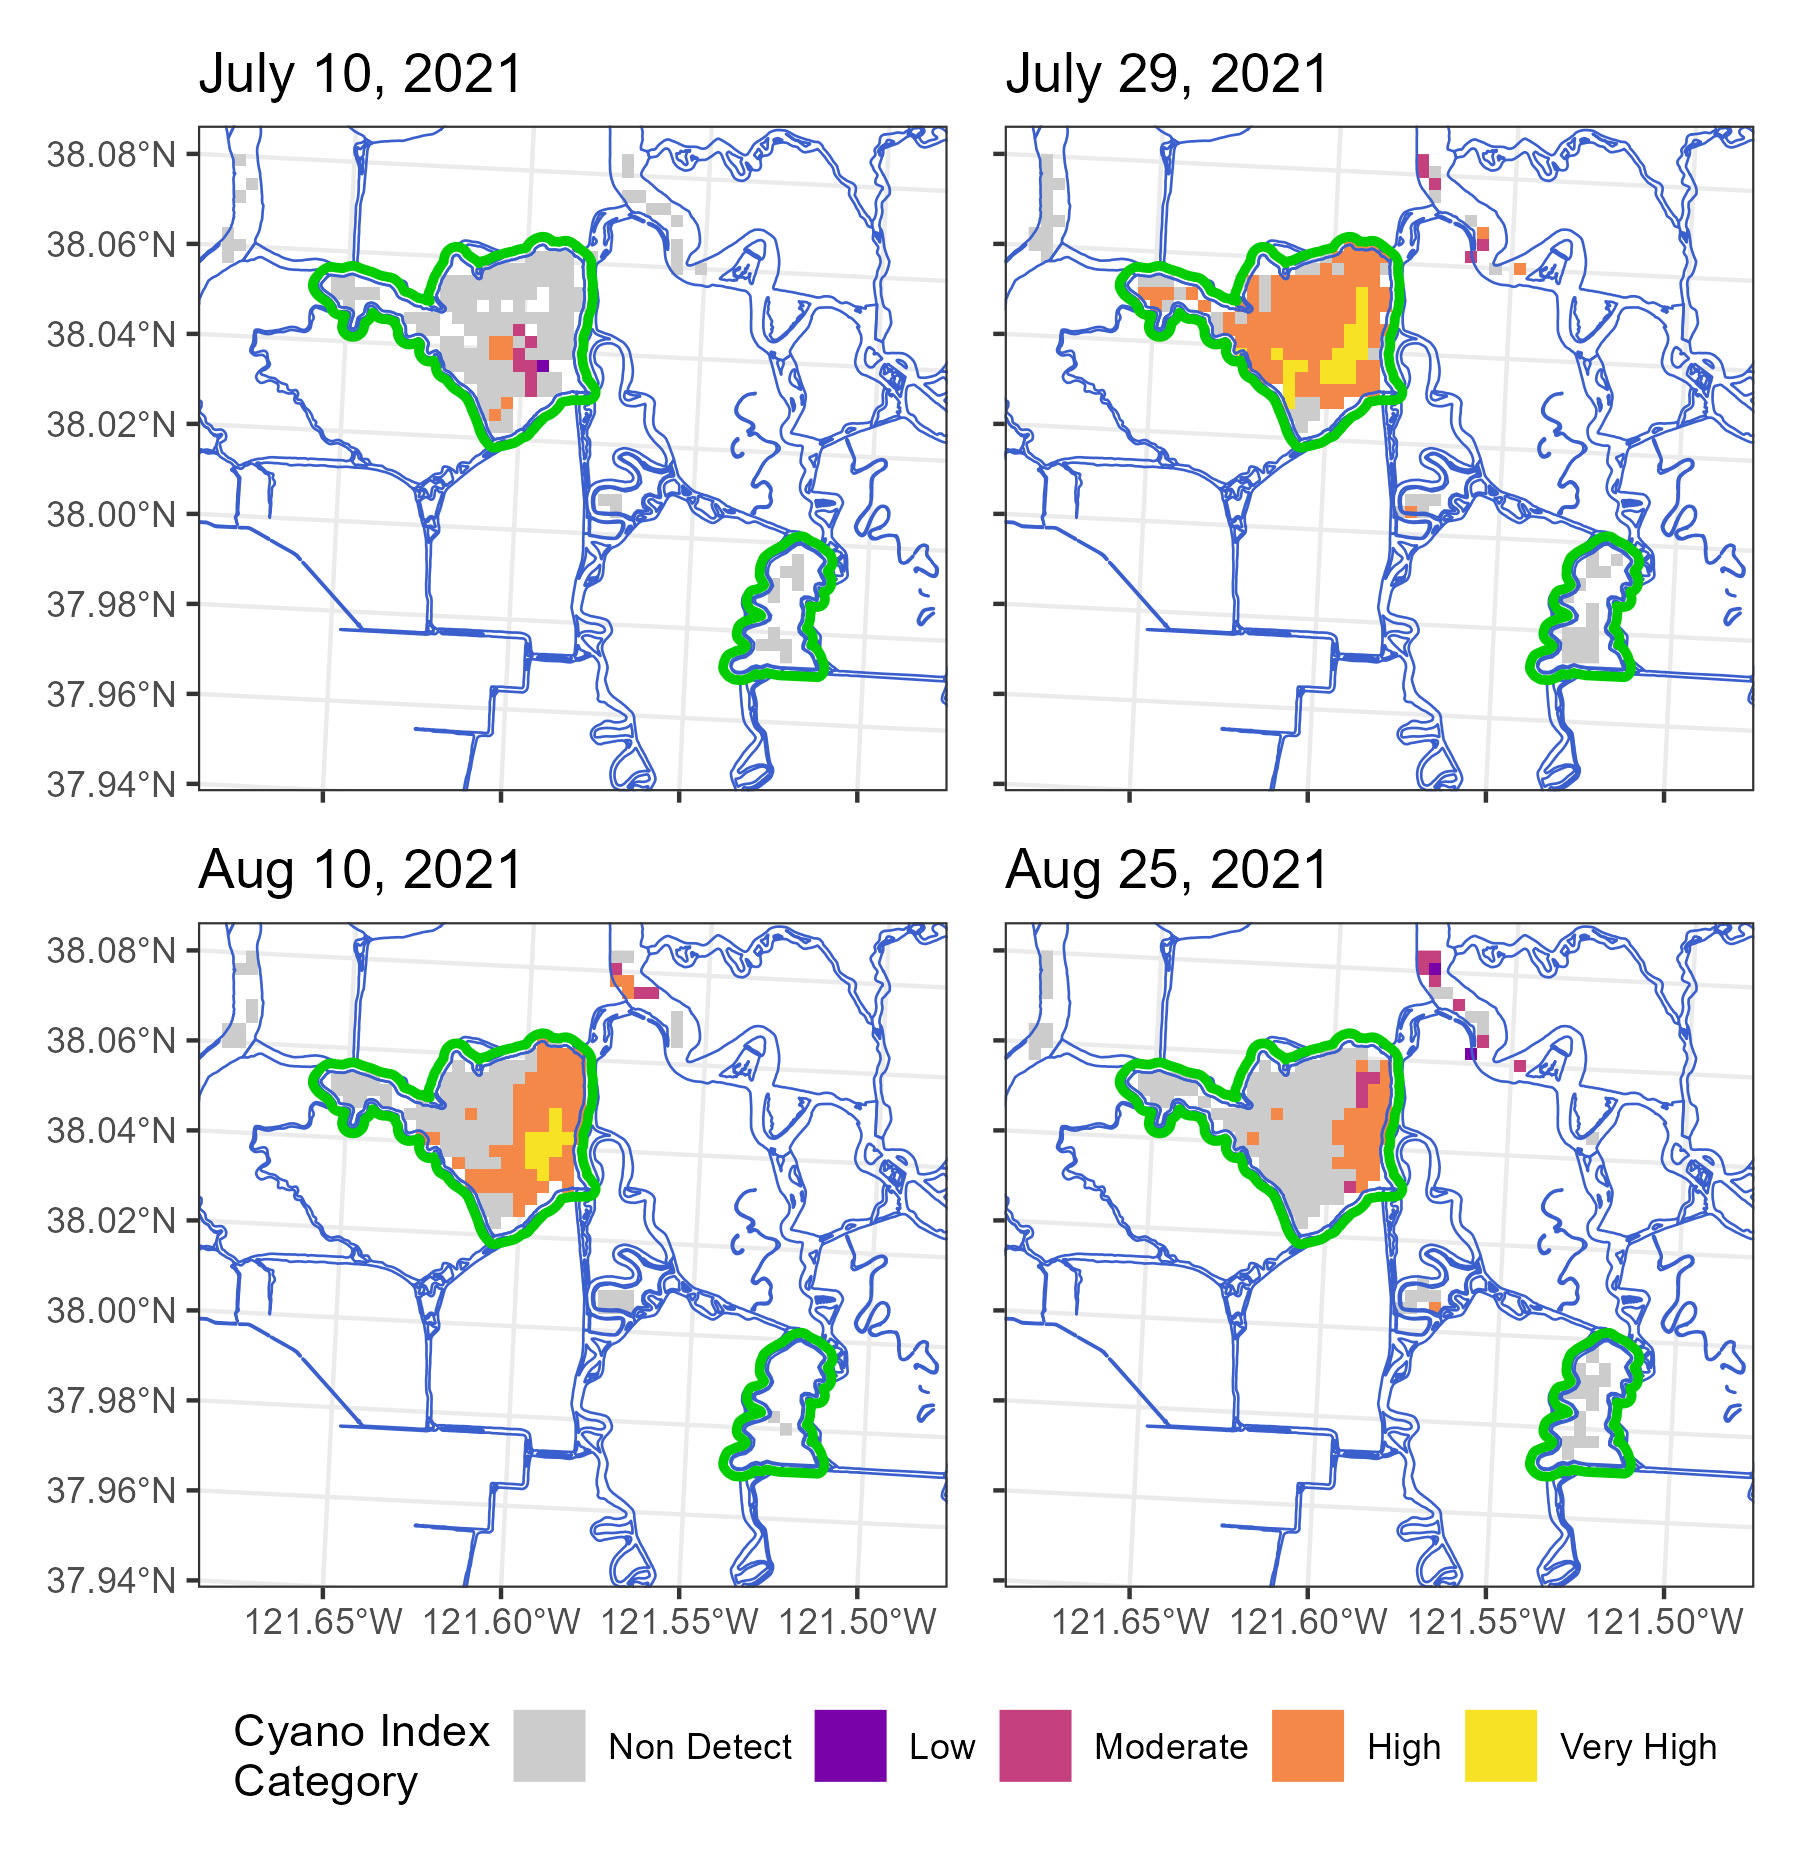 July 10, 2021
July 29, 2021
38.08°N
38.06°N
38.04°N
38.02°N
38.00°N
37.98°N
37.96°N
37.94°N
Aug 10, 2021
Aug 25, 2021
38.08°N
38.06°N
38.04°N
38.02°N
38.00°N
37.98°N
37.96°N
37.94°N
121.65°W 121.60°W 121.55°W 121.50°W
121.65°W 121.60°W 121.55°W 121.50°W
Cyano Index
Category
Non Detect
Low
Moderate
High
Very High